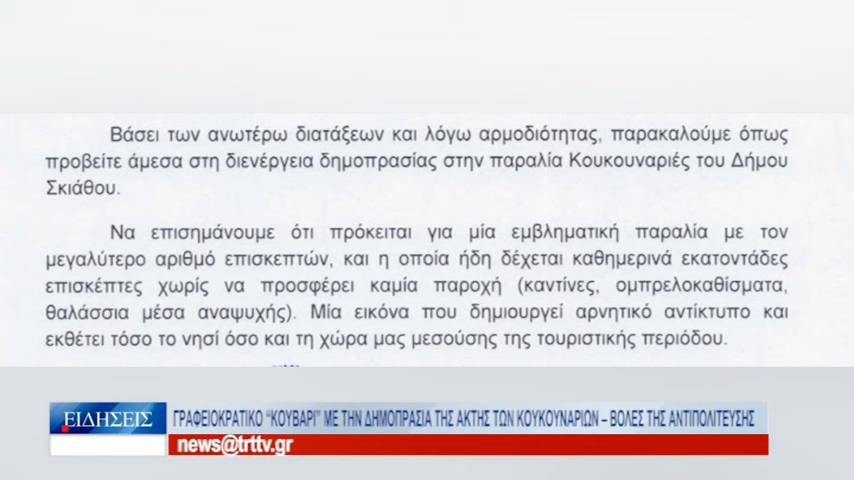 Βάσει των ανωτέρω διατάξεων και λόγω αρμοδιότητας, παρακαλούμε όπως
προβείτε άμεσα στη διενέργεια δημοπρασίας στην παραλία Κουκουναριές του Δήμου
Σκιάθου.
Να επισημάνουμε ότι πρόκειται για μία εμβληματική παραλία με τον
μεγαλύτερο αριθμό επισκεπτών, και η οποία ήδη δέχεται καθημερινά εκατοντάδες
επισκέπτες χωρίς να προσφέρει καμία παροχή (καντίνες, ομπρελοκαθίσματα,
θαλάσσια μέσα αναψυχής). Μία εικόνα που δημιουργεί αρνητικό αντίκτυπο και
εκθέτει τόσο το νησί όσο και τη χώρα μας μεσούσης της τουριστικής περιόδου.
ΕΙΔΗΣΕΙΣ
ΓΡΑΦΕΙΟΚΡΑΤΙΚΟ "ΚΟΥΒΑΡΙ" ΜΕ ΤΗΝ ΔΗΜΟΠΡΑΣΙΑ ΤΗΣ ΑΚΤΗΣ ΤΩΝ ΚΟΥΚΟΥΝΑΡΙΩΝ – ΒΟΛΕΣ ΤΗΣ ΑΝΤΙΠΟΛΙΤΕΥΣΗΣ
news@trttv.gr